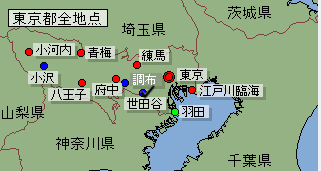 東京都全地点
茨城県
埼玉県
小河内
青梅
練馬
小沢
調布
東京
八王子
府中
江戸川臨海
世田谷
山梨県
羽田
神奈川県
千葉県